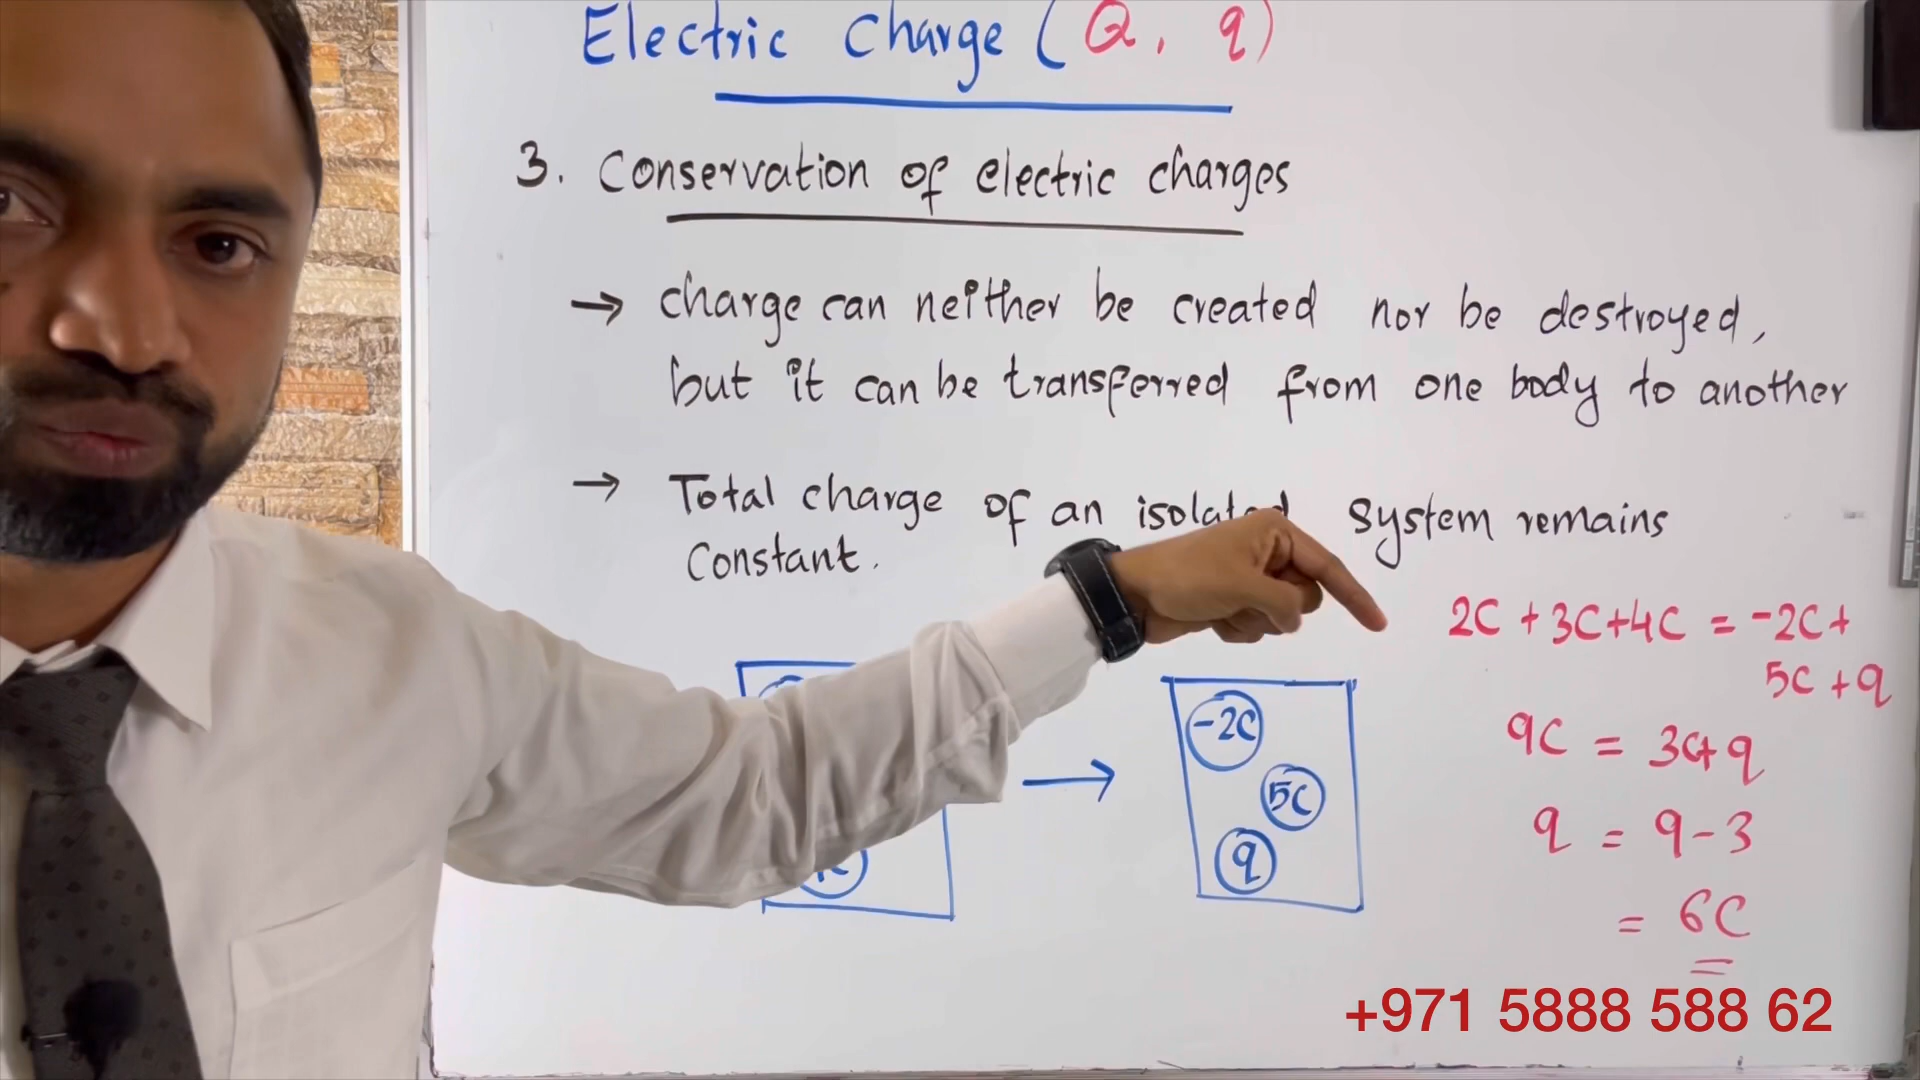 Electric Charge (Q, q)
3. Conservation of electric charges
→ charge can neither be created nor be destroyed,
but it can be transferred from one body to another
→ Total charge of an isolated system remains
Constant.
2C + 3C + 4C = -2C +
5C + q
9C = 3C + q
q = 9 - 3
= 6C
-2C
5C
q
+971 5888 588 62